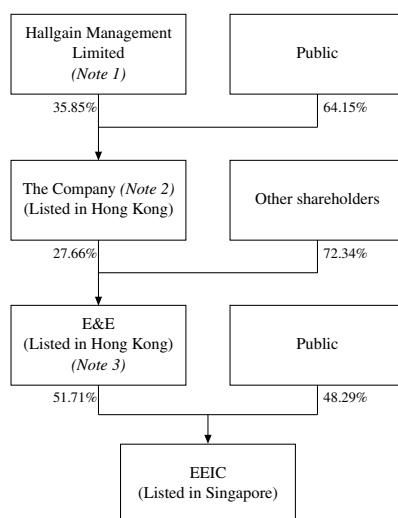 Hallgain Management
Limited
(Note 1)
Public
35.85%
64.15%
The Company (Note 2)
(Listed in Hong Kong)
Other shareholders
27.66%
72.34%
E&E
(Listed in Hong Kong)
(Note 3)
Public
51.71%
48.29%
EEIC
(Listed in Singapore)